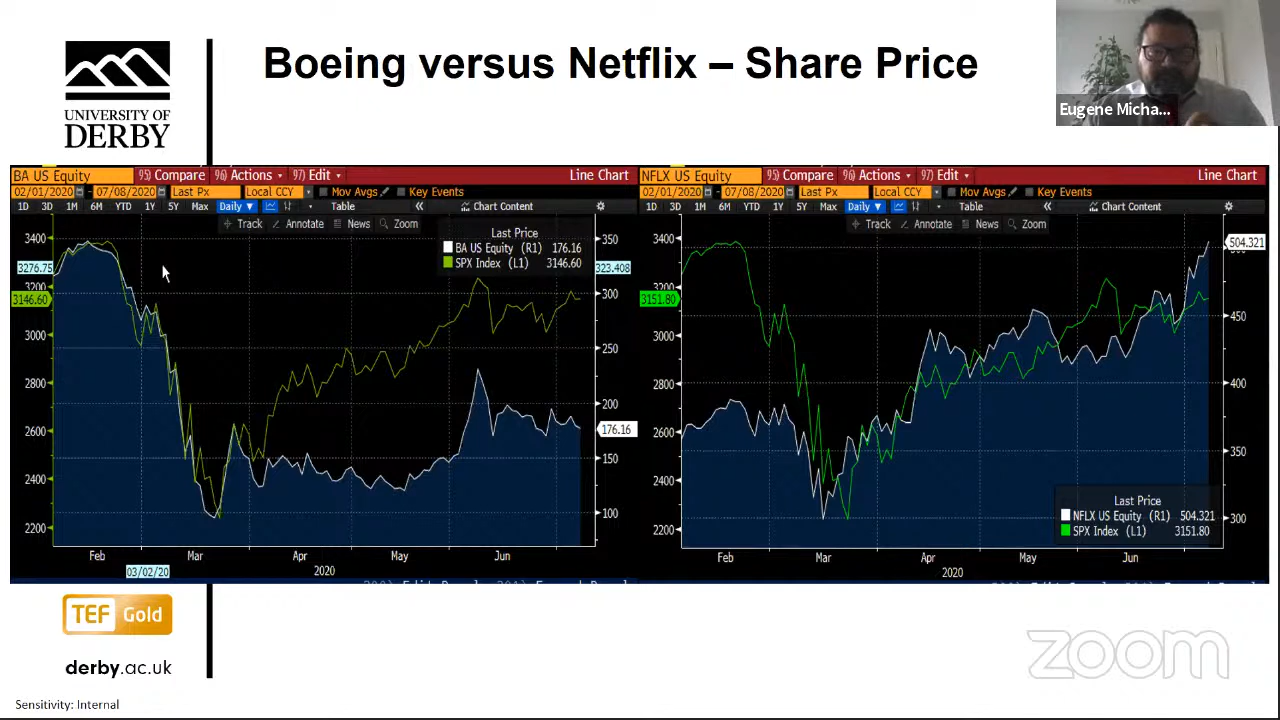 Boeing versus Netflix – Share Price
UNIVERSITY OF
DERBY
Eugene Micha...
BA US Equity 95) Compare 96) Actions 97) Edit Line Chart
02/01/2020 - 07/08/2020 Last Px Local CCY Mov Avgs Key Events
1D 3D 1M 6M YTD 1Y 5Y Max Daily ▼ Table « Chart Content
Track Annotate News Zoom
Last Price
BA US Equity (R1) 176.16
SPX Index (L1) 3146.60
3400
3276.75
3200
3146.60
3000
2800
2600
2400
2200
350
323.408
300
250
200
176.16
150
100
Feb Mar Apr May Jun
03/02/20 2020
NFLX US Equity 95) Compare 96) Actions 97) Edit Line Chart
02/01/2020 - 07/08/2020 Last Px Local CCY Mov Avgs Key Events
1D 3D 1M 6M YTD 1Y 5Y Max Daily ▼ Table « Chart Content
Track Annotate News Zoom
3400
3200
3151.80
3000
2800
2600
2400
2200
504.321
450
400
350
300
Last Price
NFLX US Equity (R1) 504.321
SPX Index (L1) 3151.80
Feb Mar Apr May Jun
2020
TEF Gold
derby.ac.uk
zoom
Sensitivity: Internal